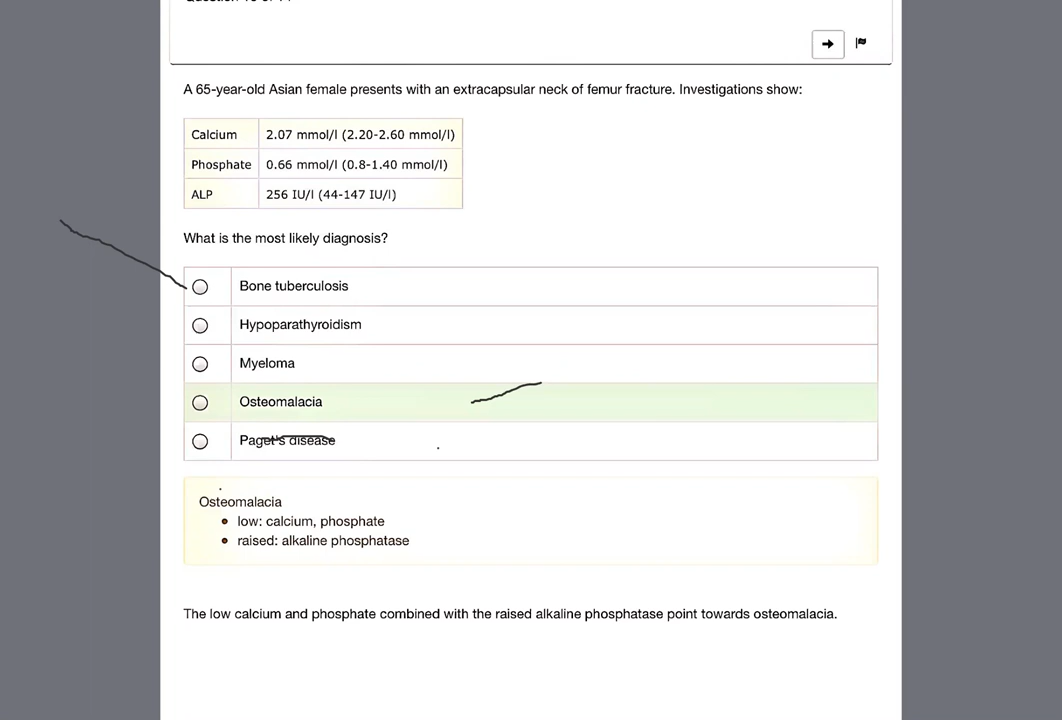 A 65-year-old Asian female presents with an extracapsular neck of femur fracture. Investigations show:
Calcium 2.07 mmol/l (2.20-2.60 mmol/l)
Phosphate 0.66 mmol/l (0.8-1.40 mmol/l)
ALP 256 IU/l (44-147 IU/l)
What is the most likely diagnosis?
Bone tuberculosis
Hypoparathyroidism
Myeloma
Osteomalacia
Paget's disease
Osteomalacia
low: calcium, phosphate
raised: alkaline phosphatase
The low calcium and phosphate combined with the raised alkaline phosphatase point towards osteomalacia.